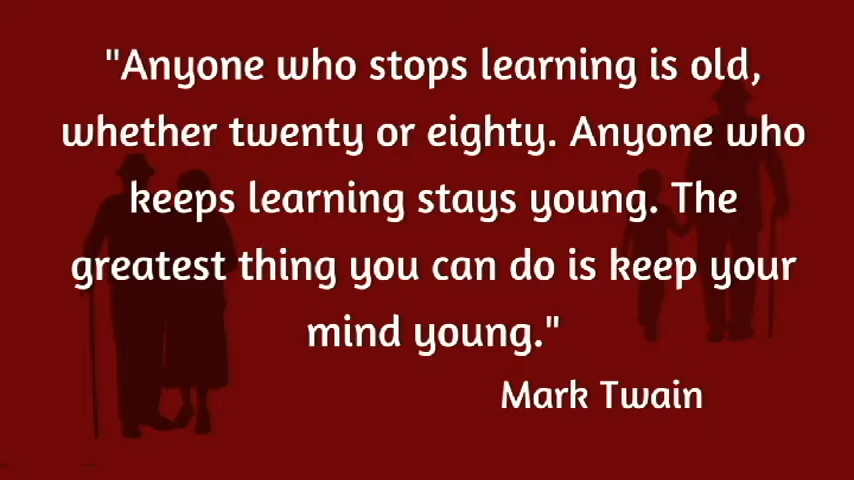 "Anyone who stops learning is old,
whether twenty or eighty. Anyone who
keeps learning stays young. The
greatest thing you can do is keep your
mind young."
Mark Twain